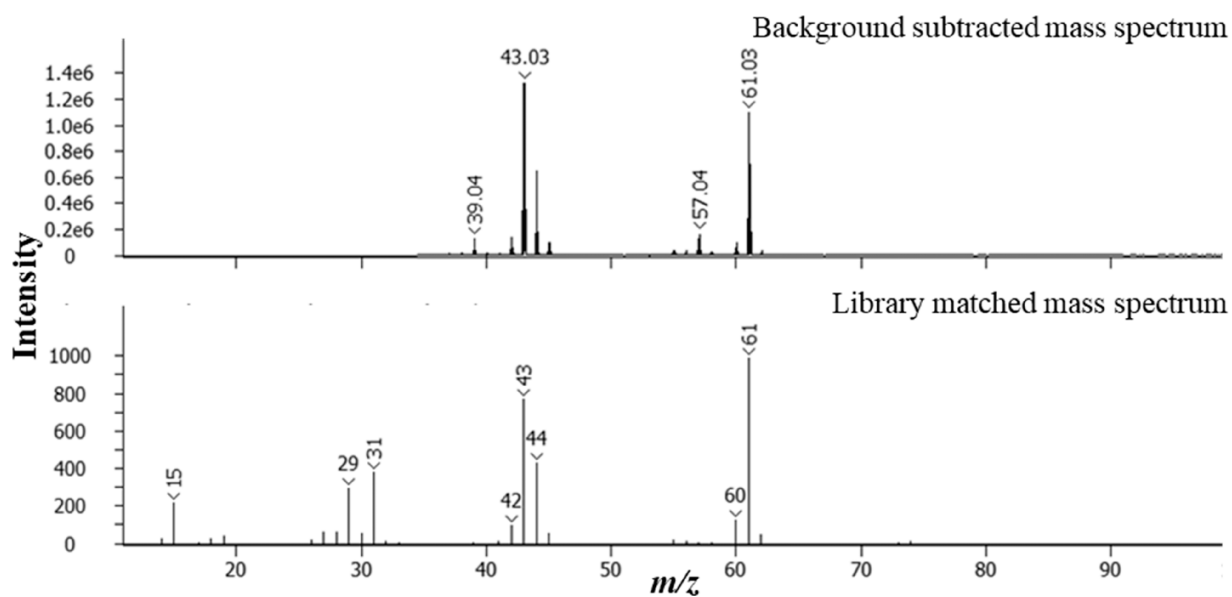 Background subtracted mass spectrum
1.4e6
1.2e6
1.0e6
0.8e6
0.6e6
0.4e6
0.2e6
0
39.04
43.03
57.04
61.03
Intensity
Library matched mass spectrum
1000
800
600
400
200
0
15
29
31
42
43
44
60
61
20 30 40 50 60 70 80 90
m/z